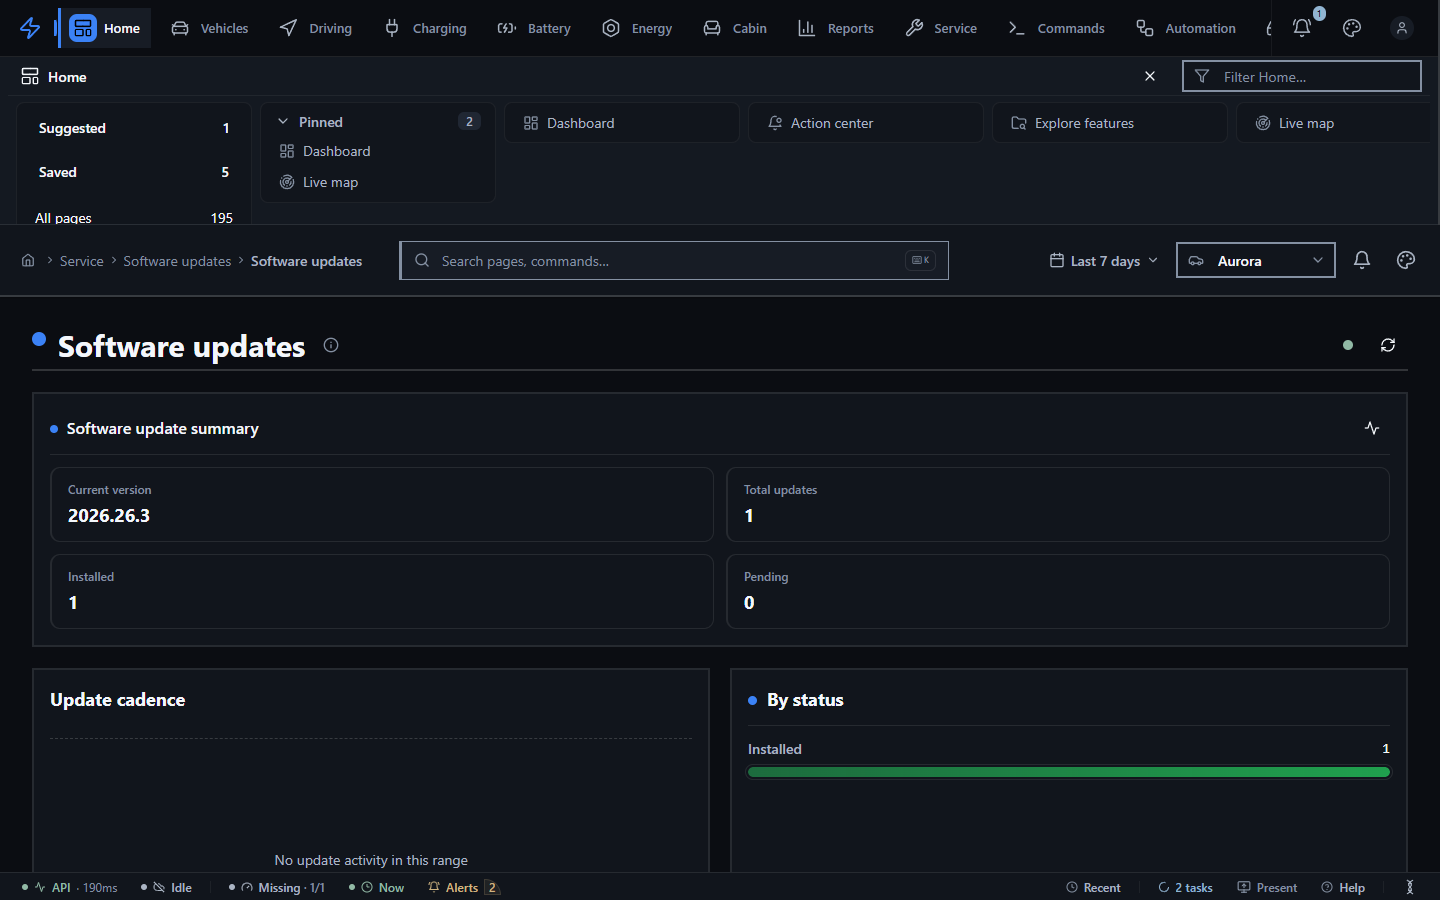 Home Vehicles Driving Charging Battery Energy Cabin Reports Service Commands Automation 1
Home Filter Home...
Suggested 1
Saved 5
All pages 195
Pinned 2
Dashboard
Live map
Dashboard
Action center
Explore features
Live map
Service Software updates Software updates Search pages, commands... K Last 7 days Aurora
Software updates
Software update summary
Current version
2026.26.3
Total updates
1
Installed
1
Pending
0
Update cadence
No update activity in this range
By status
Installed 1
API · 190ms Idle Missing · 1/1 Now Alerts 2 Recent 2 tasks Present Help